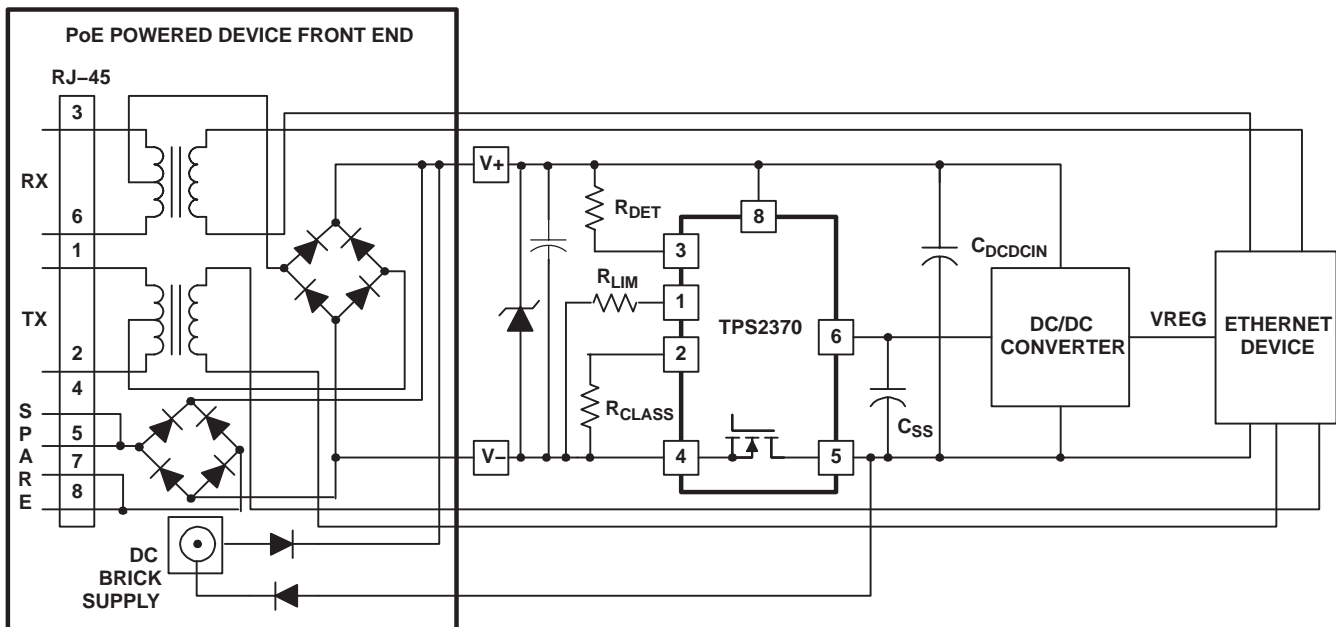 PoE POWERED DEVICE FRONT END
RJ–45
3
RX
6
1
TX
2
4
S
P
A
R
E
5
7
8
DC
BRICK
SUPPLY
V+
V–
RDET
RLIM
RCLASS
8
3
1
2
4
TPS2370
6
5
CDCDCIN
CSS
DC/DC
CONVERTER
VREG
ETHERNET
DEVICE